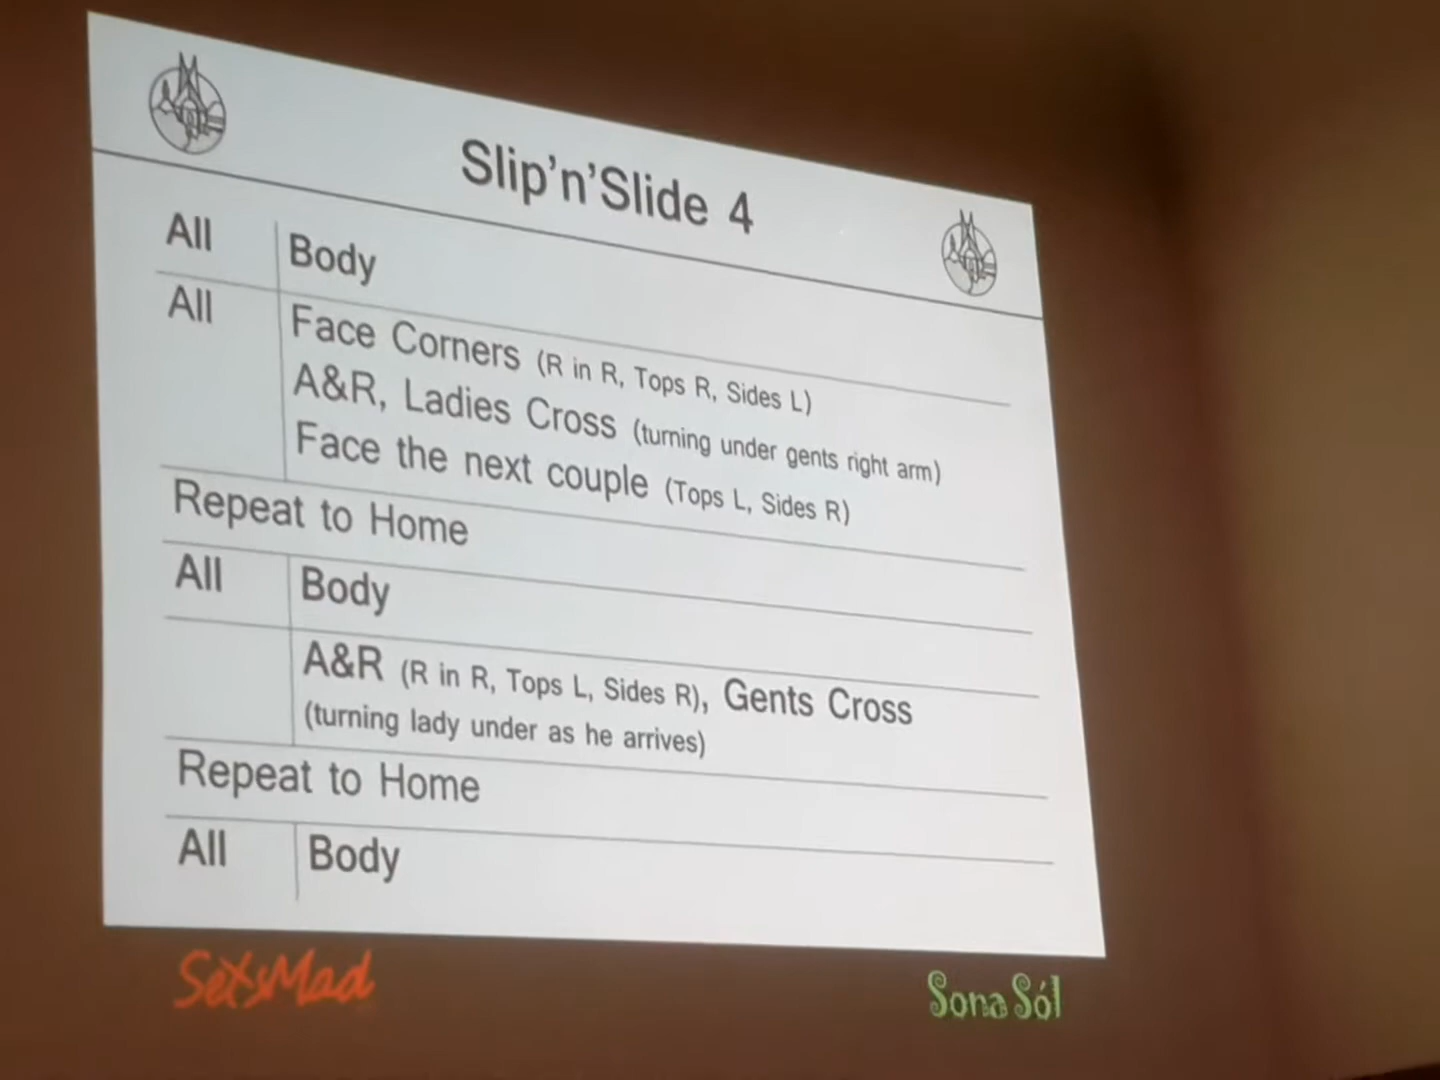 Slip'n'Slide 4
All Body
All Face Corners (R in R, Tops R, Sides L)
A&R, Ladies Cross (turning under gents right arm)
Face the next couple (Tops L, Sides R)
Repeat to Home
All Body
A&R (R in R, Tops L, Sides R), Gents Cross
(turning lady under as he arrives)
Repeat to Home
All Body
SetsMad
Sona Sól